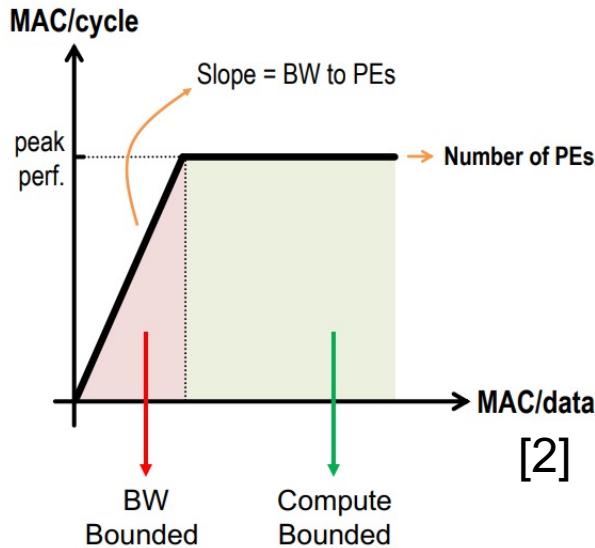 MAC/cycle
Slope = BW to PEs
peak
perf.
Number of PEs
MAC/data
[2]
BW
Bounded
Compute
Bounded